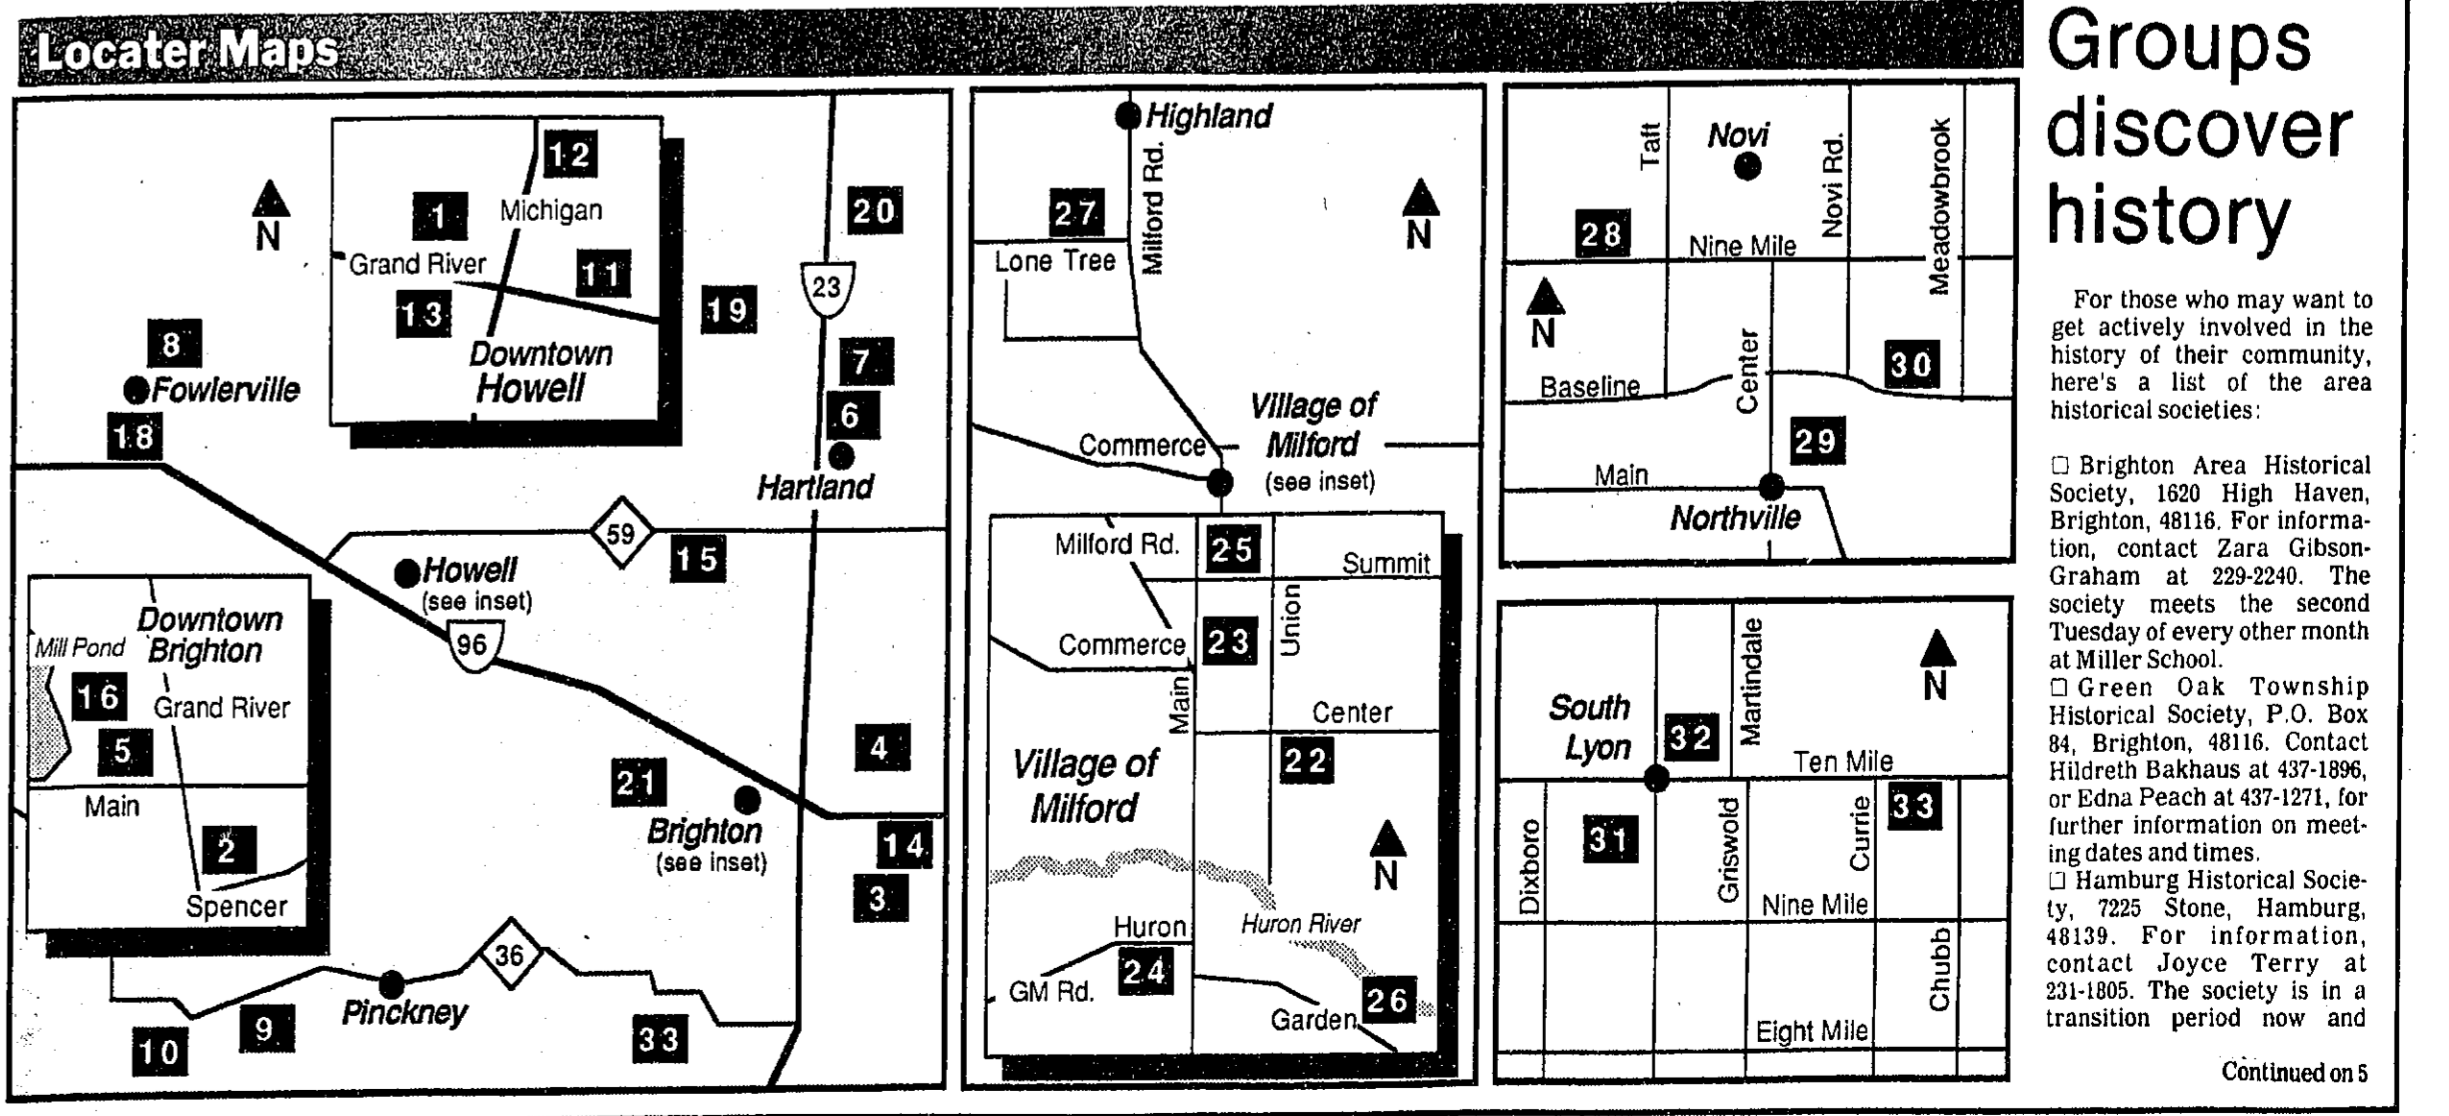 Locater Maps
12
1
Michigan
Grand River
11
13
Downtown
Howell
N
20
23
19
8
7
Fowlerville
6
18
Hartland
59
15
Howell
(see inset)
96
Downtown
Mill Pond
Brighton
16
Grand River
5
Main
2
Spencer
4
21
Brighton
(see inset)
14
3
36
Pinckney
9
10
33
Highland
Milford Rd.
27
N
Lone Tree
Village of
Milford
(see inset)
Commerce
Milford Rd.
25
Summit
Union
Commerce
23
Main
Center
22
Village of
Milford
N
Huron
Huron River
24
GM Rd.
26
Garden
Taft
Novi
Novi Rd.
Meadowbrook
28
Nine Mile
N
Center
30
Baseline
29
Main
Northville
Martindale
N
South
Lyon
32
Ten Mile
31
33
Dixboro
Griswold
Currie
Nine Mile
Chubb
Eight Mile
Groups
discover
history
For those who may want to
get actively involved in the
history of their community,
here's a list of the area
historical societies:
☐ Brighton Area Historical
Society, 1620 High Haven,
Brighton, 48116. For informa-
tion, contact Zara Gibson-
Graham at 229-2240. The
society meets the second
Tuesday of every other month
at Miller School.
☐ Green Oak Township
Historical Society, P.O. Box
84, Brighton, 48116. Contact
Hildreth Bakhaus at 437-1896,
or Edna Peach at 437-1271, for
further information on meet-
ing dates and times.
☐ Hamburg Historical Socie-
ty, 7225 Stone, Hamburg,
48139. For information,
contact Joyce Terry at
231-1805. The society is in a
transition period now and
Continued on 5